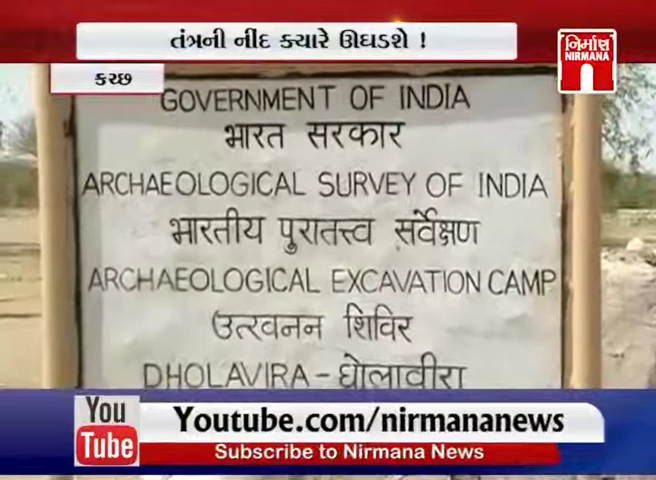 તંત્રની નીંદ ક્યારે ઊઘડશે !
निर्माण
NIRMANA
કચ્છ
GOVERNMENT OF INDIA
भारत सरकार
ARCHAEOLOGICAL SURVEY OF INDIA
भारतीय पुरातत्त्व सर्वेक्षण
ARCHAEOLOGICAL EXCAVATION CAMP
उत्खनन शिविर
DHOLAVIRA - धोलावीरा
You
Tube
Youtube.com/nirmananews
Subscribe to Nirmana News